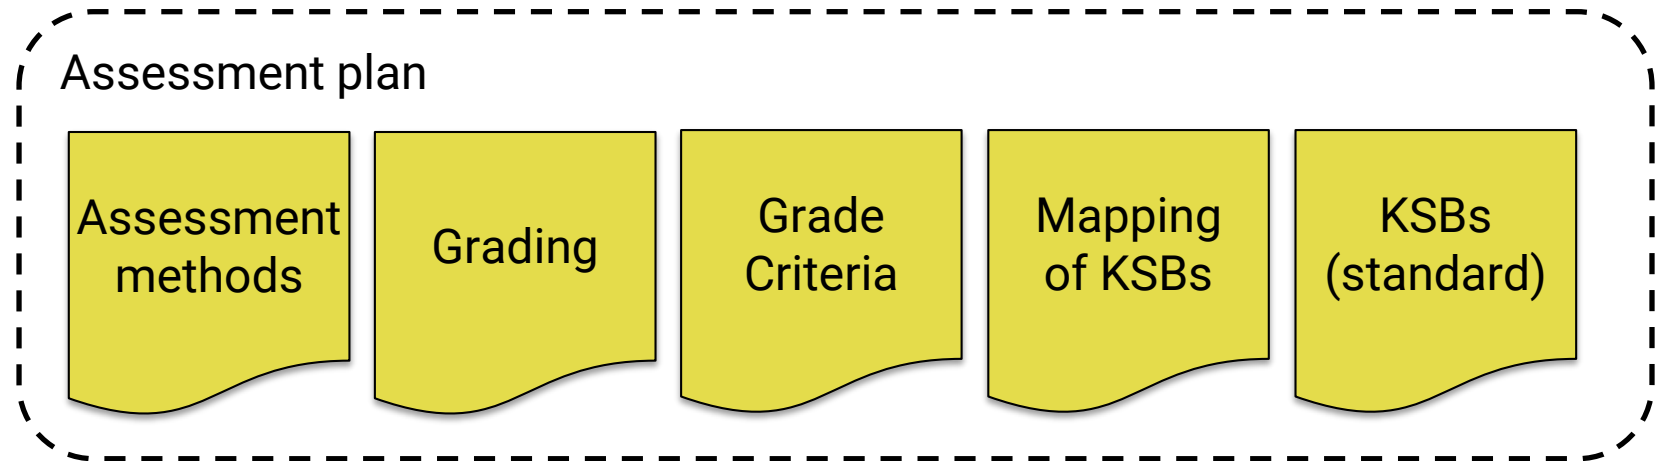 Assessment plan
Assessment
methods
Grading
Grade
Criteria
Mapping
of KSBs
KSBs
(standard)